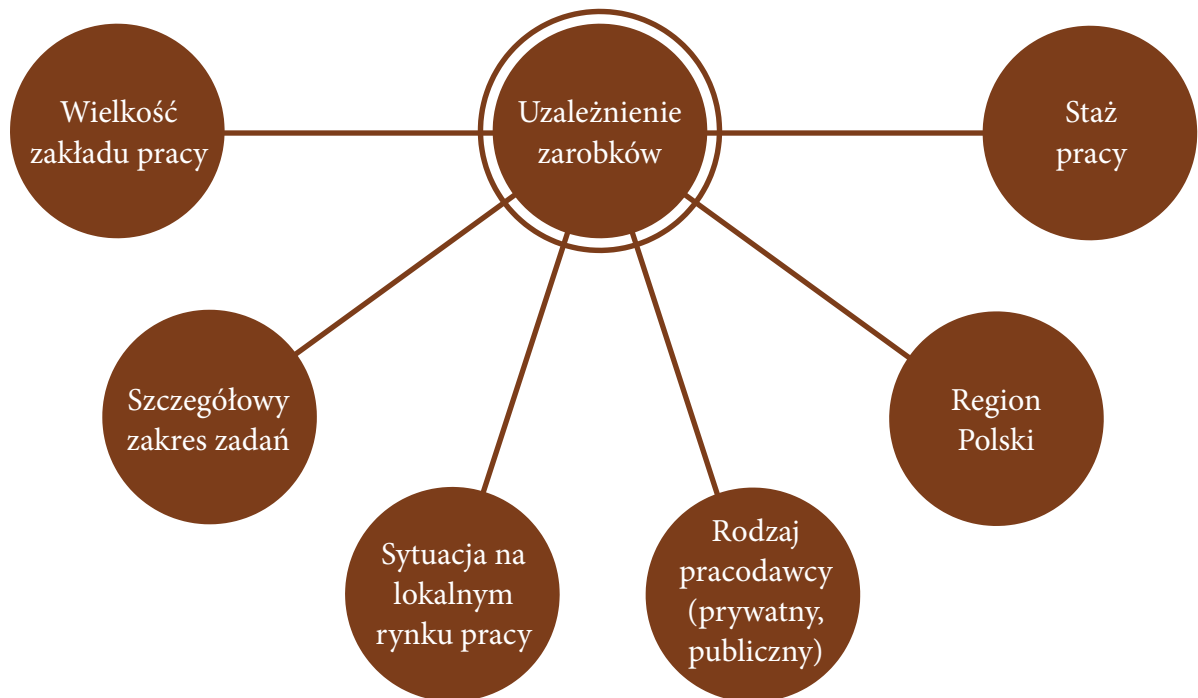 Wielkość
zakładu pracy
Uzależnienie
zarobków
Staż
pracy
Szczegółowy
zakres zadań
Region
Polski
Sytuacja na
lokalnym
rynku pracy
Rodzaj
pracodawcy
(prywatny,
publiczny)